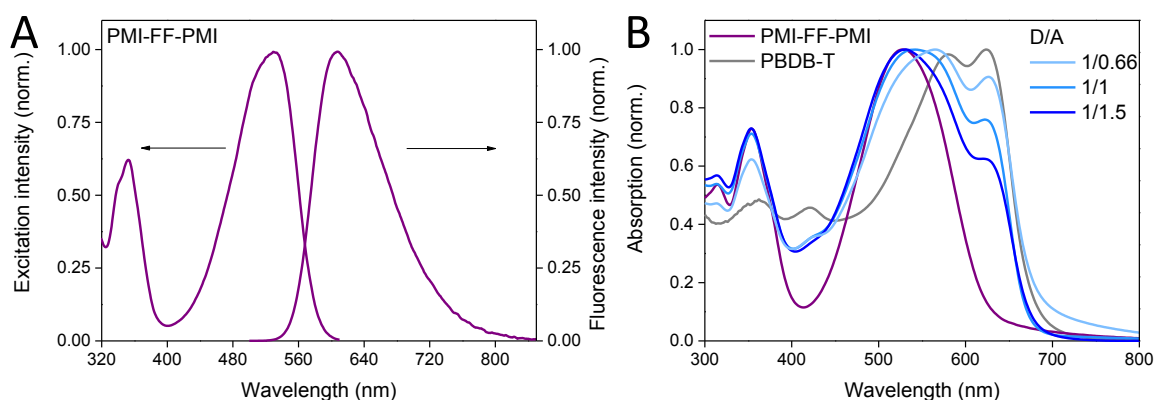 A
PMI-FF-PMI
Excitation intensity (norm.)
1.00
0.75
0.50
0.25
0.00
320 400 480 560 640 720 800
Wavelength (nm)
1.00
0.75
0.50
0.25
0.00
Fluorescence intensity (norm.)
B
PMI-FF-PMI
PBDB-T
D/A
1/0.66
1/1
1/1.5
Absorption (norm.)
1.0
0.8
0.6
0.4
0.2
0.0
300 400 500 600 700 800
Wavelength (nm)